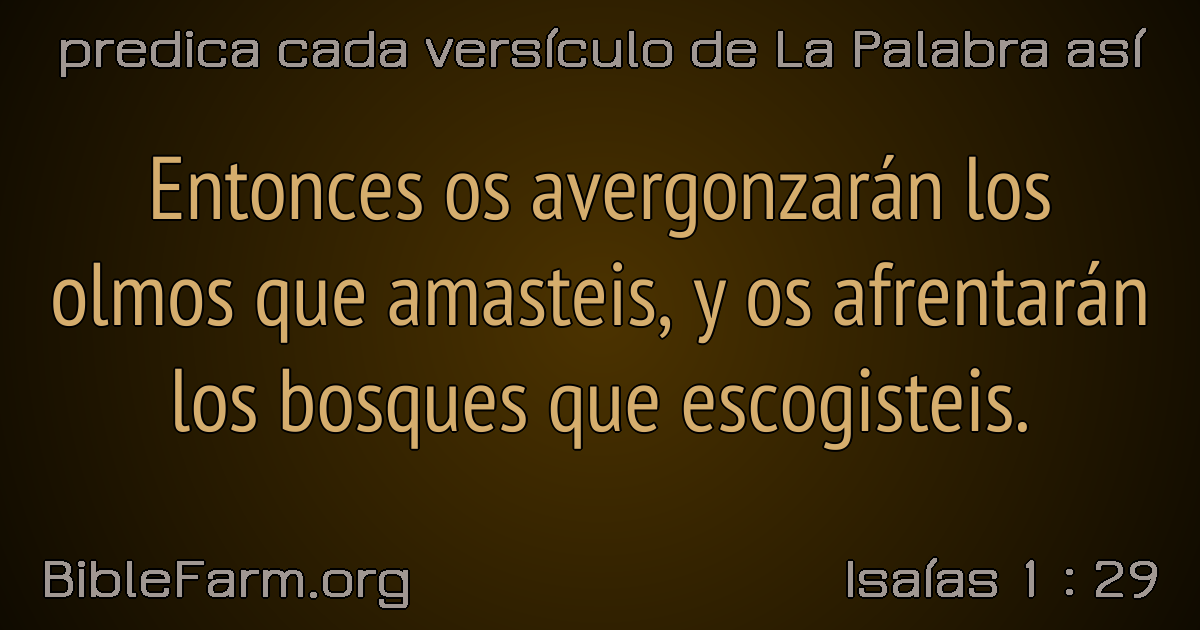 predica cada versículo de La Palabra así
Entonces os avergonzarán los
olmos que amasteis, y os afrentarán
los bosques que escogisteis.
BibleFarm.org
Isaías 1 : 29